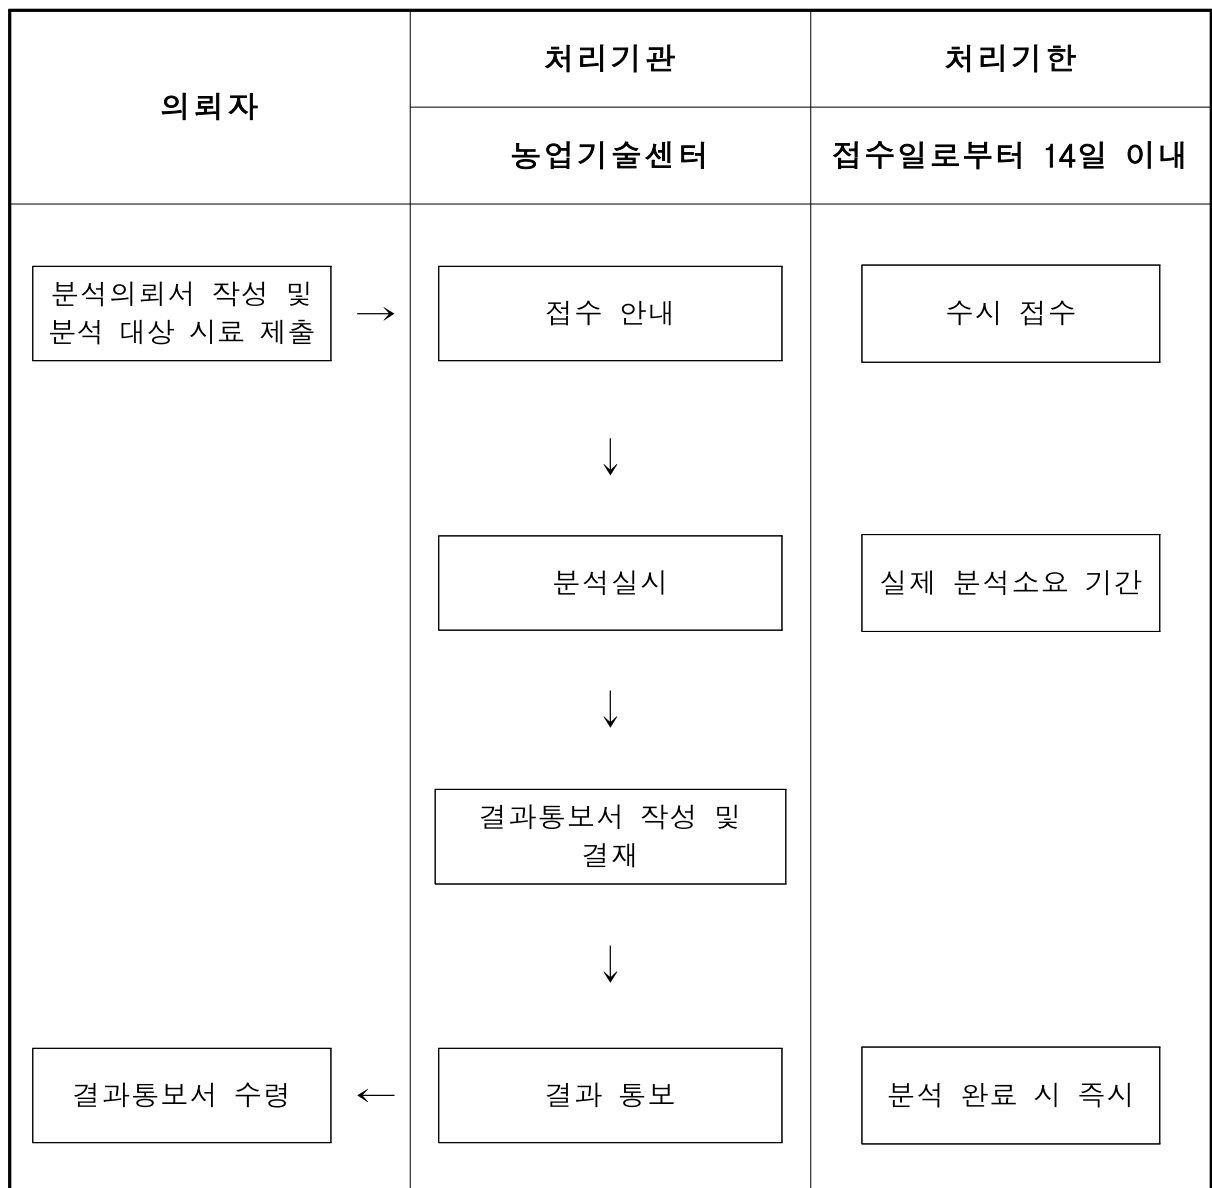 의뢰자
처리기관
처리기한
농업기술센터
접수일로부터 14일 이내
분석의뢰서 작성 및
분석 대상 시료 제출
→
접수 안내
수시 접수
↓
분석실시
실제 분석소요 기간
↓
결과통보서 작성 및
결재
↓
결과통보서 수령
←
결과 통보
분석 완료 시 즉시